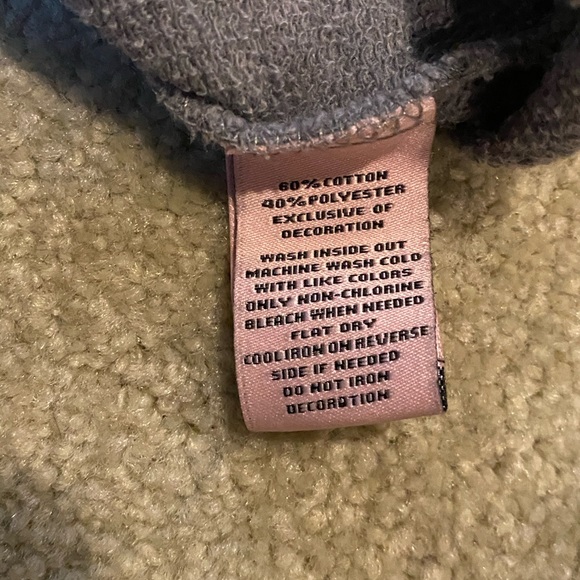 60% COTTON
40% POLYESTER
EXCLUSIVE OF
DECORATION
WASH INSIDE OUT
MACHINE WASH COLD
WITH LIKE COLORS
ONLY NON-CHLORINE
BLEACH WHEN NEEDED
FLAT DRY
COOL IRON ON REVERSE
SIDE IF NEEDED
DO NOT IRON
DECORATION